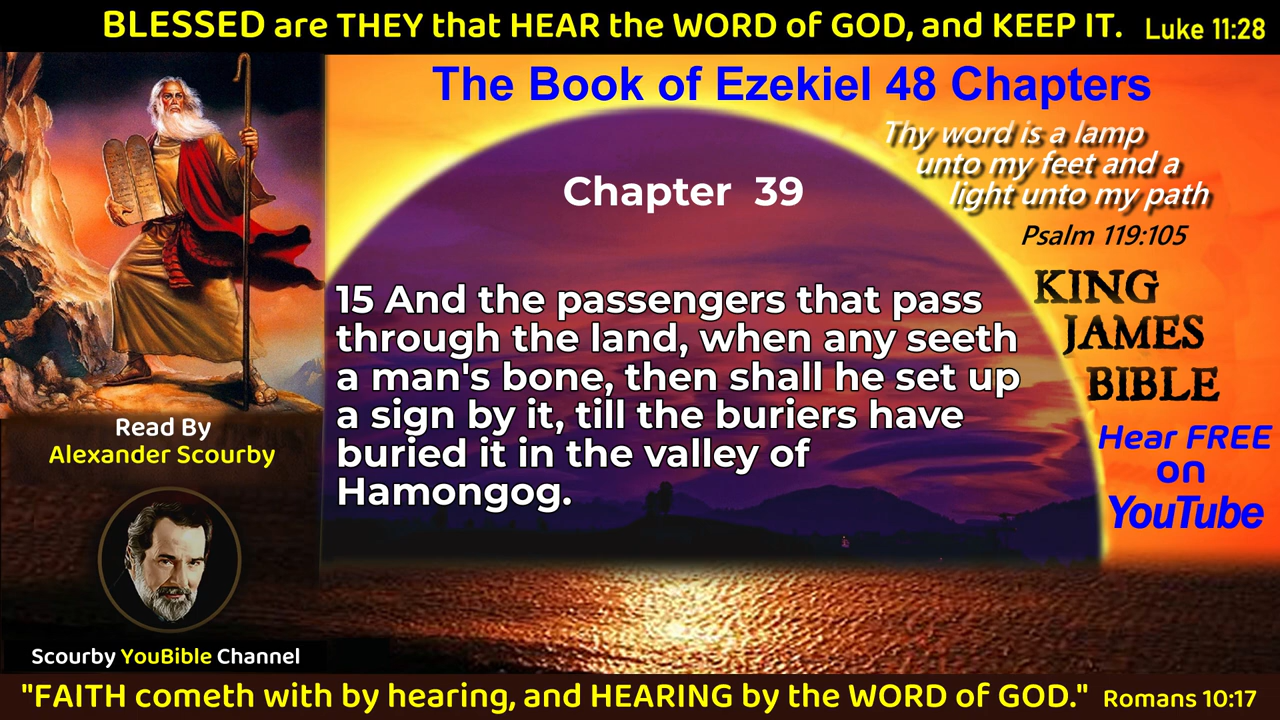 BLESSED are THEY that HEAR the WORD of GOD, and KEEP IT. Luke 11:28
The Book of Ezekiel 48 Chapters
Thy word is a lamp
unto my feet and a
light unto my path
Psalm 119:105
Chapter 39
15 And the passengers that pass
through the land, when any seeth
a man's bone, then shall he set up
a sign by it, till the buriers have
buried it in the valley of
Hamongog.
KING
JAMES
BIBLE
Hear FREE
on
YouTube
Read By
Alexander Scourby
Scourby YouBible Channel
"FAITH cometh with by hearing, and HEARING by the WORD of GOD." Romans 10:17